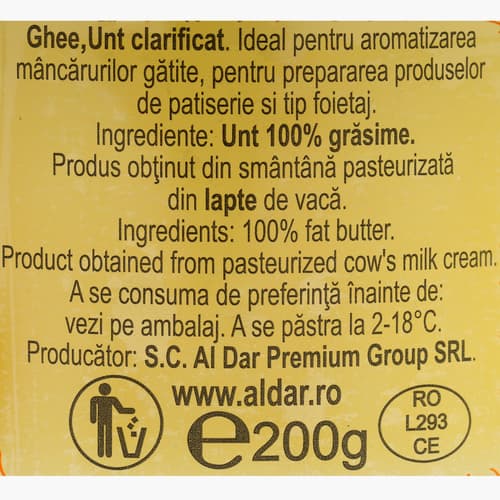 Ghee,Unt clarificat. Ideal pentru aromatizarea
mâncărurilor gătite, pentru prepararea produselor
de patiserie si tip foietaj.
Ingrediente: Unt 100% grăsime.
Produs obţinut din smântână pasteurizată
din lapte de vacă.
Ingredients: 100% fat butter.
Product obtained from pasteurized cow's milk cream.
A se consuma de preferinţă înainte de:
vezi pe ambalaj. A se păstra la 2-18°C.
Producător: S.C. Al Dar Premium Group SRL.
www.aldar.ro
℮200g
RO
L293
CE